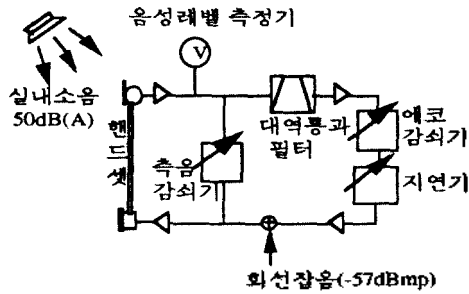 음성레벨 측정기
V
실내소음
50dB(A)
핸드셋
측음
감쇠기
대역통과
필터
에코
감쇠기
지연기
회선잡음(-57dBmp)